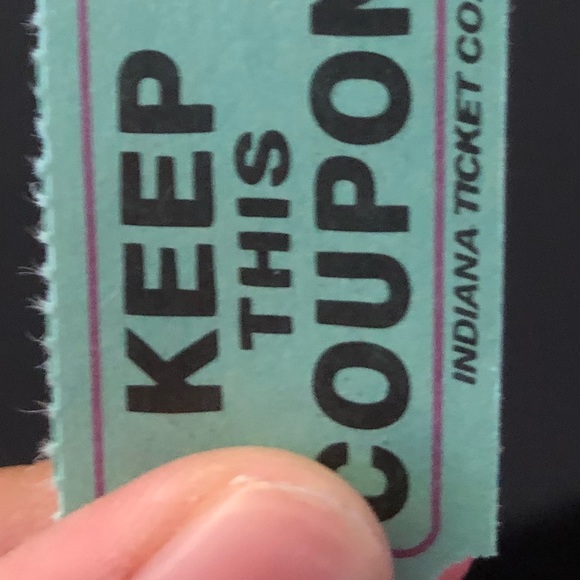 KEEP
THIS
COUPON
INDIANA TICKET CO.